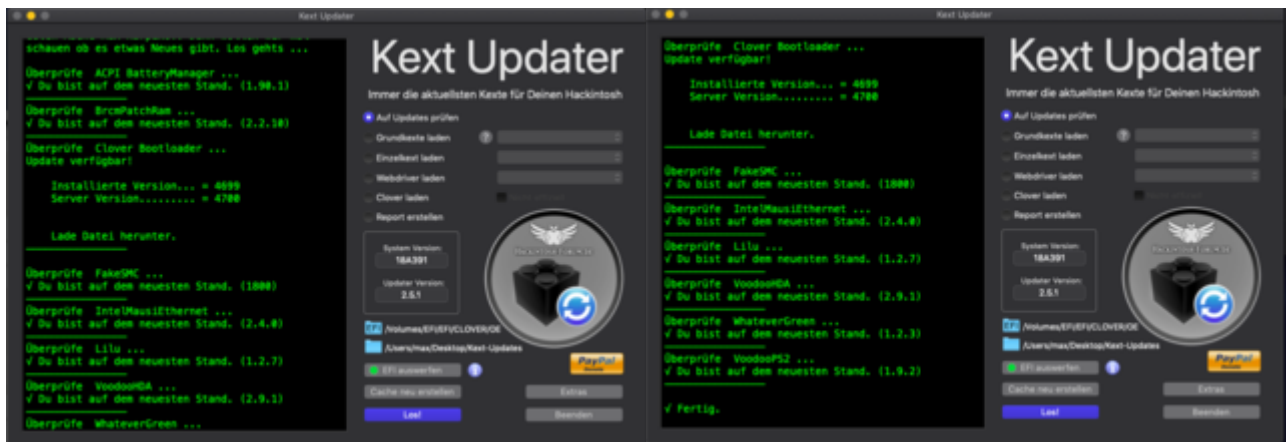 Kext Updater
schauen ob es etwas Neues gibt. Los gehts ...
Überprüfe ACPI BatteryManager ...
√ Du bist auf dem neuesten Stand. (1.90.1)
Überprüfe BrcmPatchRam ...
√ Du bist auf dem neuesten Stand. (2.2.10)
Überprüfe Clover Bootloader ...
Update verfügbar!
Installierte Version... = 4699
Server Version......... = 4700
Lade Datei herunter.
Überprüfe FakeSMC ...
√ Du bist auf dem neuesten Stand. (1800)
Überprüfe IntelMausiEthernet ...
√ Du bist auf dem neuesten Stand. (2.4.0)
Überprüfe Lilu ...
√ Du bist auf dem neuesten Stand. (1.2.7)
Überprüfe VoodooHDA ...
√ Du bist auf dem neuesten Stand. (2.9.1)
Überprüfe WhateverGreen ...
Kext Updater
Immer die aktuellsten Kexte für Deinen Hackintosh
Auf Updates prüfen
Grundkexte laden
Einzelkext laden
Webdriver laden
Clover laden
Report erstellen
System Version:
18A391
Updater Version:
2.5.1
EFI /Volumes/EFI/EFI/CLOVER/OE
/Users/max/Desktop/Kext-Updates
EFI auswerfen
PayPal
Cache neu erstellen
Extras
Los!
Beenden
Kext Updater
Überprüfe Clover Bootloader ...
Update verfügbar!
Installierte Version... = 4699
Server Version......... = 4700
Lade Datei herunter.
Überprüfe FakeSMC ...
√ Du bist auf dem neuesten Stand. (1800)
Überprüfe IntelMausiEthernet ...
√ Du bist auf dem neuesten Stand. (2.4.0)
Überprüfe Lilu ...
√ Du bist auf dem neuesten Stand. (1.2.7)
Überprüfe VoodooHDA ...
√ Du bist auf dem neuesten Stand. (2.9.1)
Überprüfe WhateverGreen ...
√ Du bist auf dem neuesten Stand. (1.2.3)
Überprüfe VoodooPS2 ...
√ Du bist auf dem neuesten Stand. (1.9.2)
√ Fertig.
Kext Updater
Immer die aktuellsten Kexte für Deinen Hackintosh
Auf Updates prüfen
Grundkexte laden
Einzelkext laden
Webdriver laden
Clover laden
Report erstellen
System Version:
18A391
Updater Version:
2.5.1
EFI /Volumes/EFI/EFI/CLOVER/OE
/Users/max/Desktop/Kext-Updates
EFI auswerfen
PayPal
Cache neu erstellen
Extras
Los!
Beenden